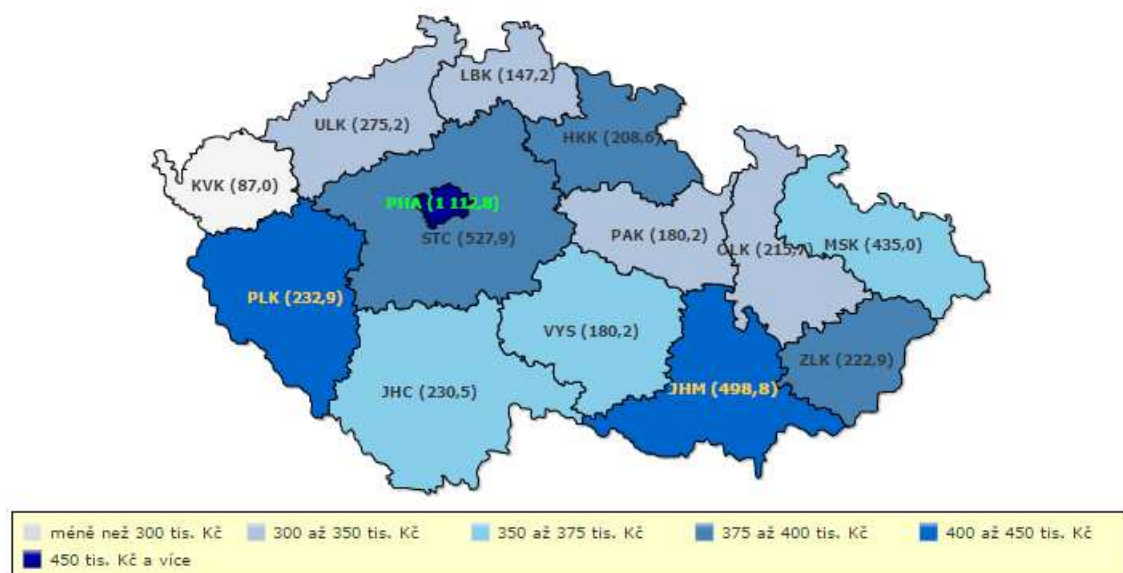 LBK (147,2)
ULK (275,2)
HKK (208,6)
KVK (87,0)
PHA (1 112,8)
STC (527,9)
PAK (180,2)
OLK (215,7)
MSK (435,0)
PLK (232,9)
VYS (180,2)
ZLK (222,9)
JHC (230,5)
JHM (498,8)
méně než 300 tis. Kč
300 až 350 tis. Kč
350 až 375 tis. Kč
375 až 400 tis. Kč
400 až 450 tis. Kč
450 tis. Kč a více